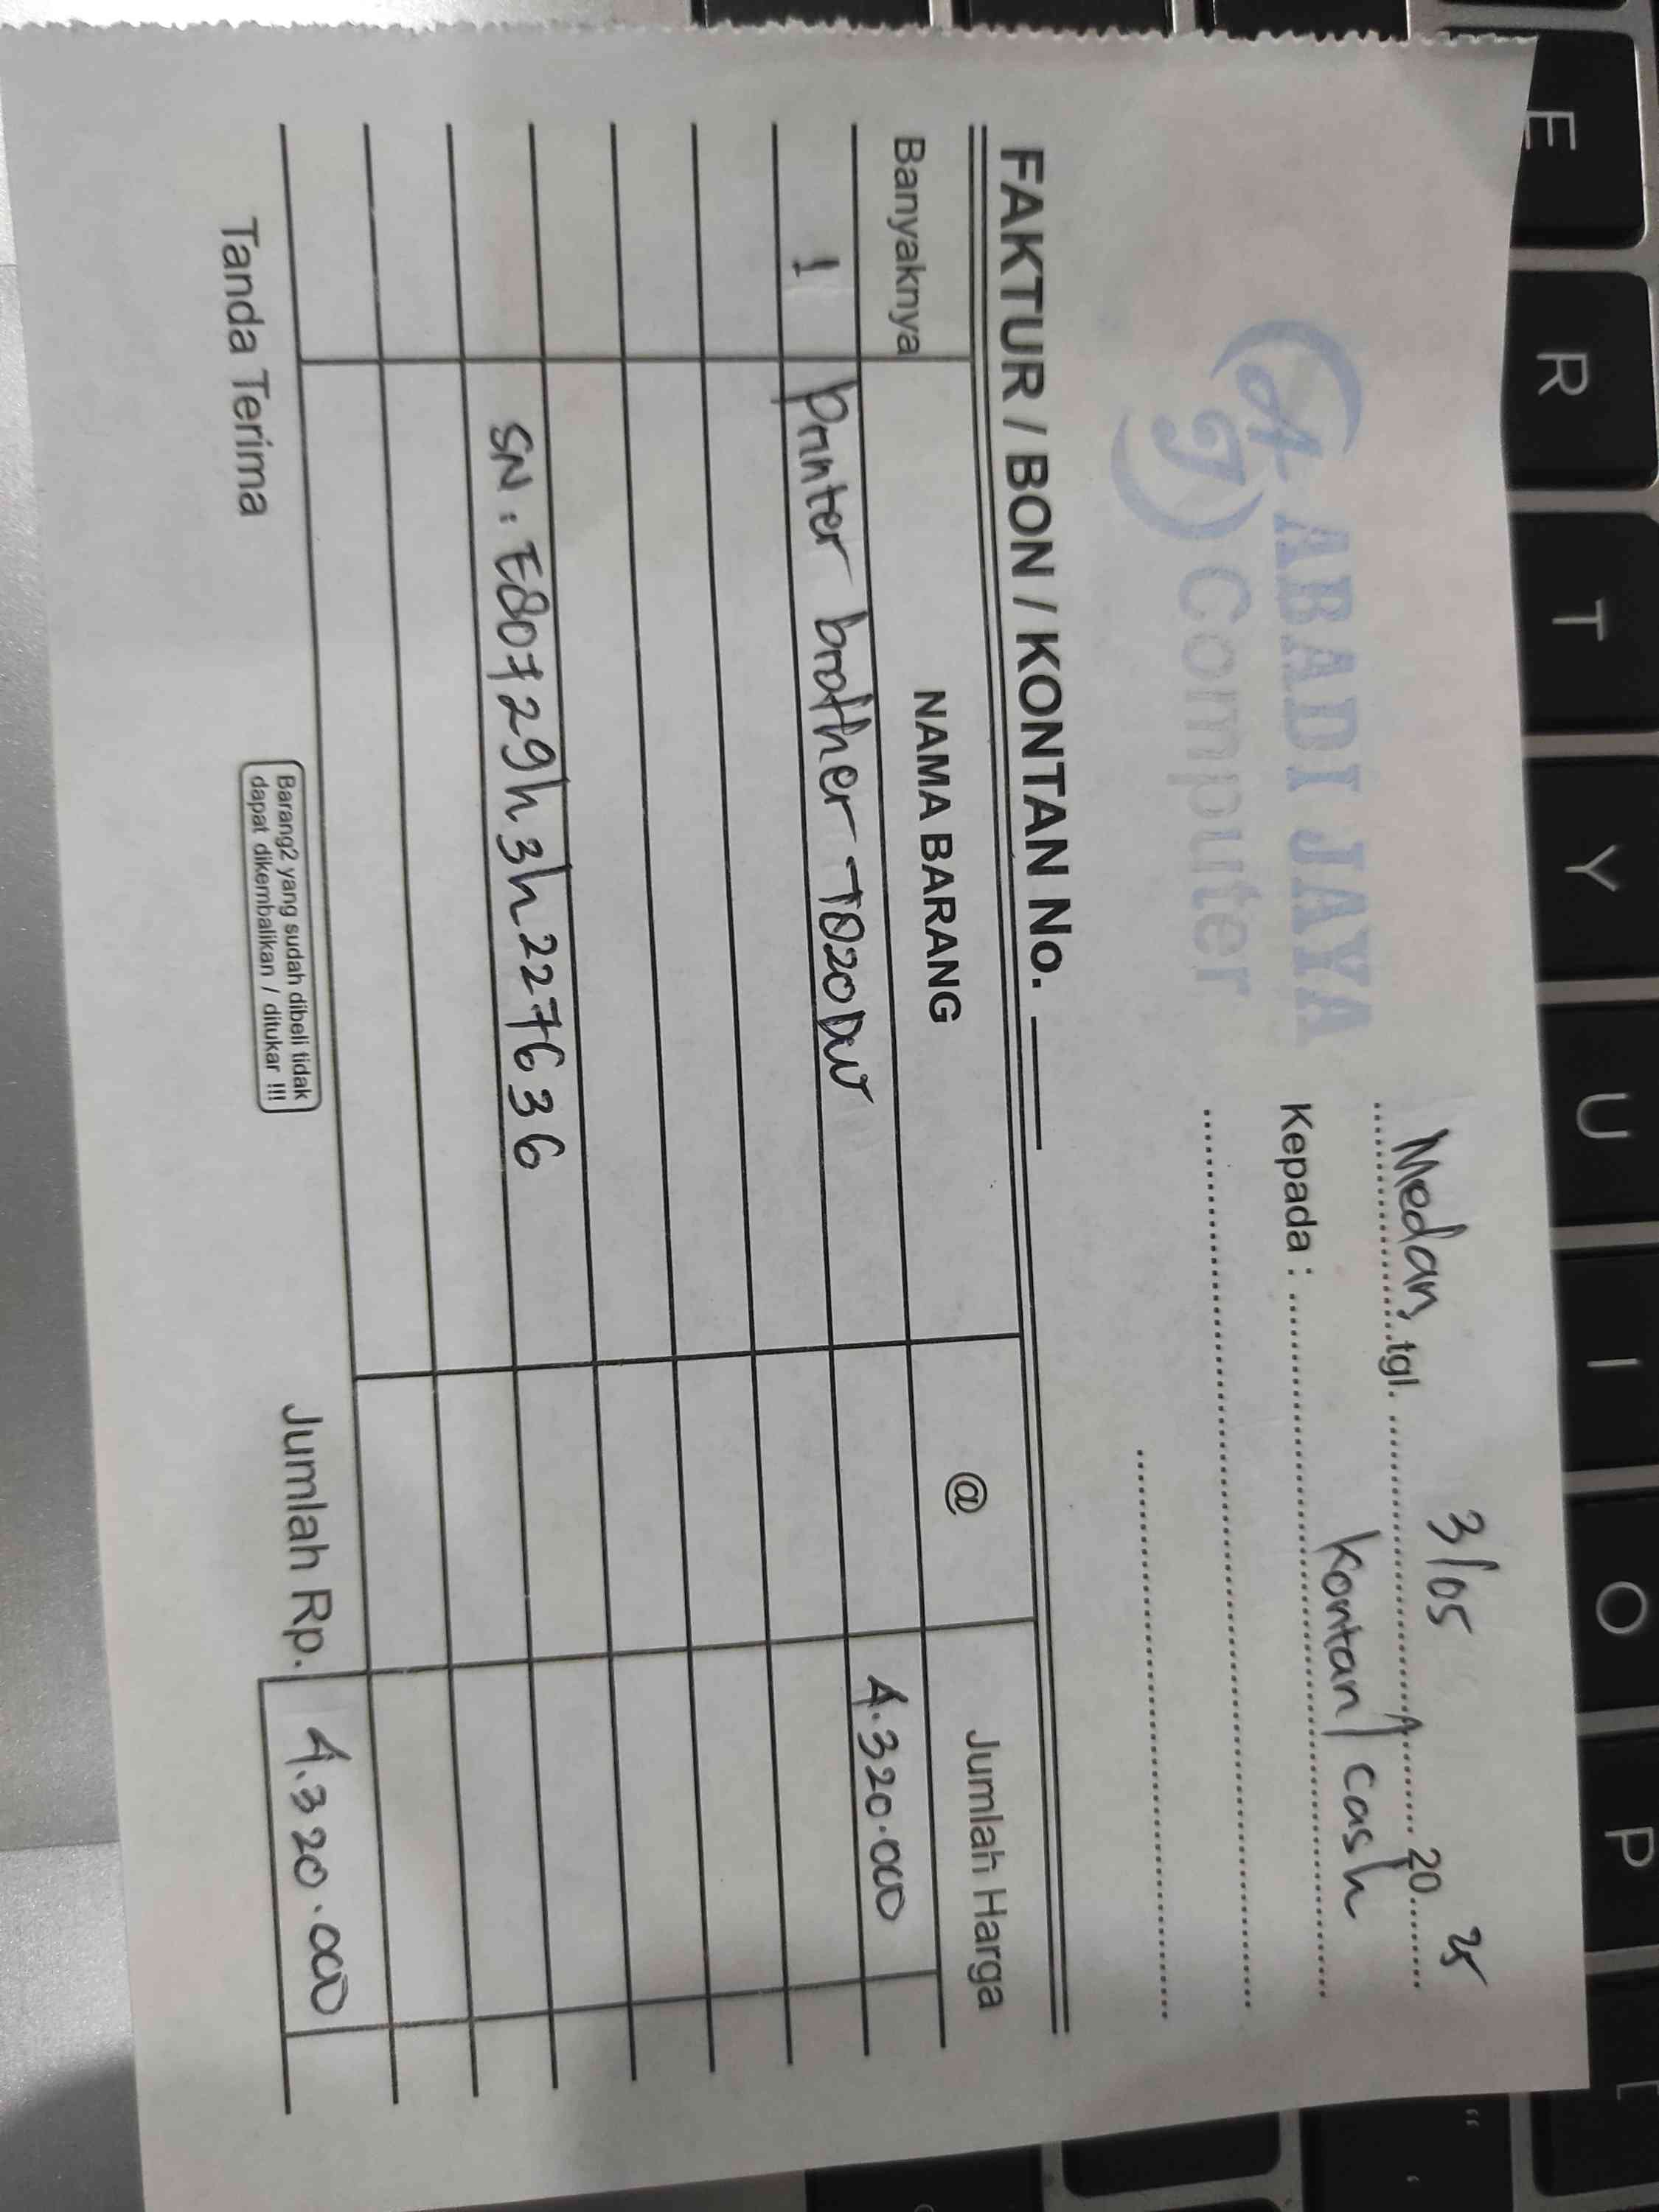 AJ ABADI JAYA
Computer
Medan, tgl. 3/05 2025
Kepada : Kontan / cash
FAKTUR / BON / KONTAN No.
Banyaknya NAMA BARANG @ Jumlah Harga
1 Printer brother T820DW 4.320.000
SN : E80729h3h227636
Tanda Terima
Barang2 yang sudah dibeli tidak
dapat dikembalikan / ditukar !!!
Jumlah Rp. 4.320.000
E R T Y U I O P [
"
'